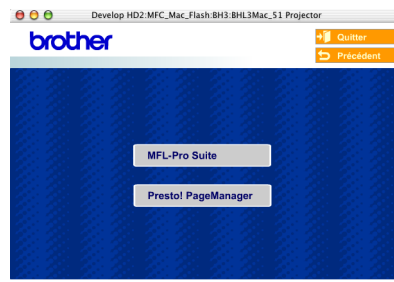 Develop HD2:MFC_Mac_Flash:BH3:BHL3Mac_51 Projector
brother
Quitter
Précédent
MFL-Pro Suite
Presto! PageManager